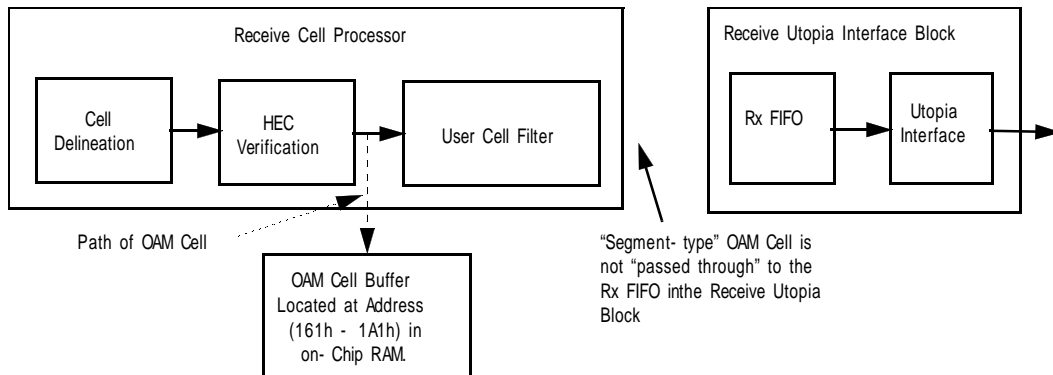 Receive Cell Processor
Cell
Delineation
HEC
Verification
User Cell Filter
Receive Utopia Interface Block
Rx FIFO
Utopia
Interface
Path of OAM Cell
OAM Cell Buffer
Located at Address
(161h - 1A1h) in
on- Chip RAM.
“Segment- type” OAM Cell is
not “passed through” to the
Rx FIFO inthe Receive Utopia
Block